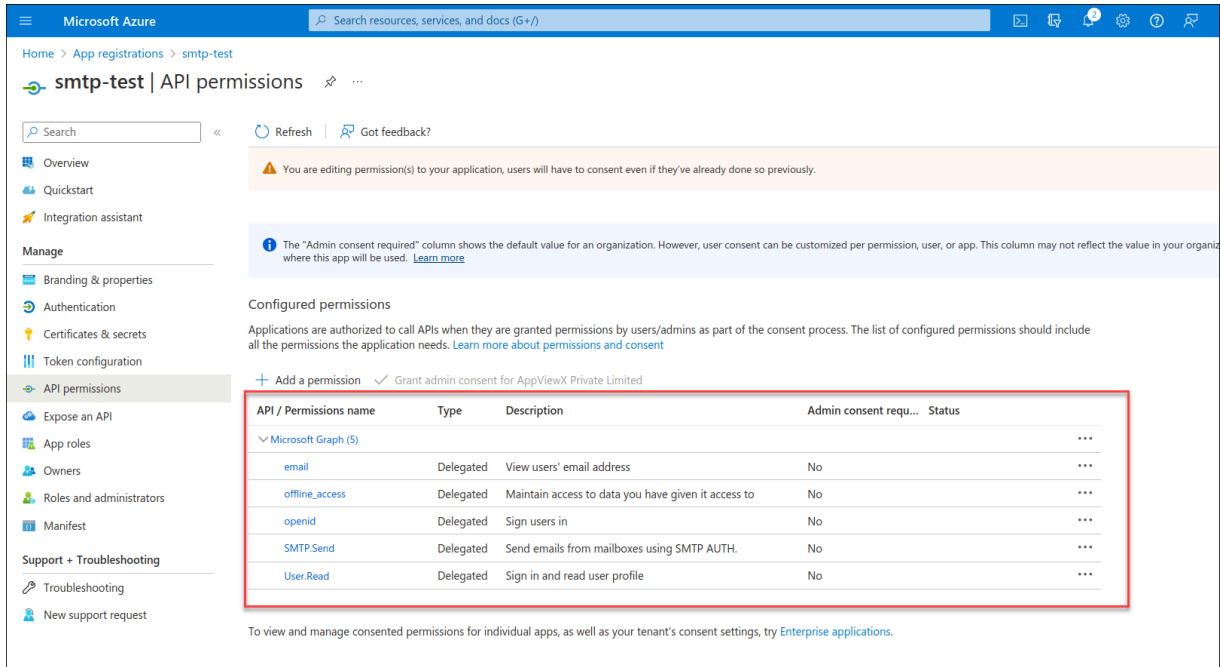 Microsoft Azure
Search resources, services, and docs (G+/)
2
Home > App registrations > smtp-test
smtp-test | API permissions
Search
«
Refresh
Got feedback?
Overview
You are editing permission(s) to your application, users will have to consent even if they've already done so previously.
Quickstart
Integration assistant
The "Admin consent required" column shows the default value for an organization. However, user consent can be customized per permission, user, or app. This column may not reflect the value in your organiz
where this app will be used. Learn more
Manage
Branding & properties
Authentication
Certificates & secrets
Token configuration
API permissions
Expose an API
App roles
Owners
Roles and administrators
Manifest
Support + Troubleshooting
Troubleshooting
New support request
Configured permissions
Applications are authorized to call APIs when they are granted permissions by users/admins as part of the consent process. The list of configured permissions should include
all the permissions the application needs. Learn more about permissions and consent
+ Add a permission ✓ Grant admin consent for AppViewX Private Limited
API / Permissions name Type Description Admin consent requ... Status
Microsoft Graph (5) ...
email Delegated View users' email address No ...
offline_access Delegated Maintain access to data you have given it access to No ...
openid Delegated Sign users in No ...
SMTP.Send Delegated Send emails from mailboxes using SMTP AUTH. No ...
User.Read Delegated Sign in and read user profile No ...
To view and manage consented permissions for individual apps, as well as your tenant's consent settings, try Enterprise applications.